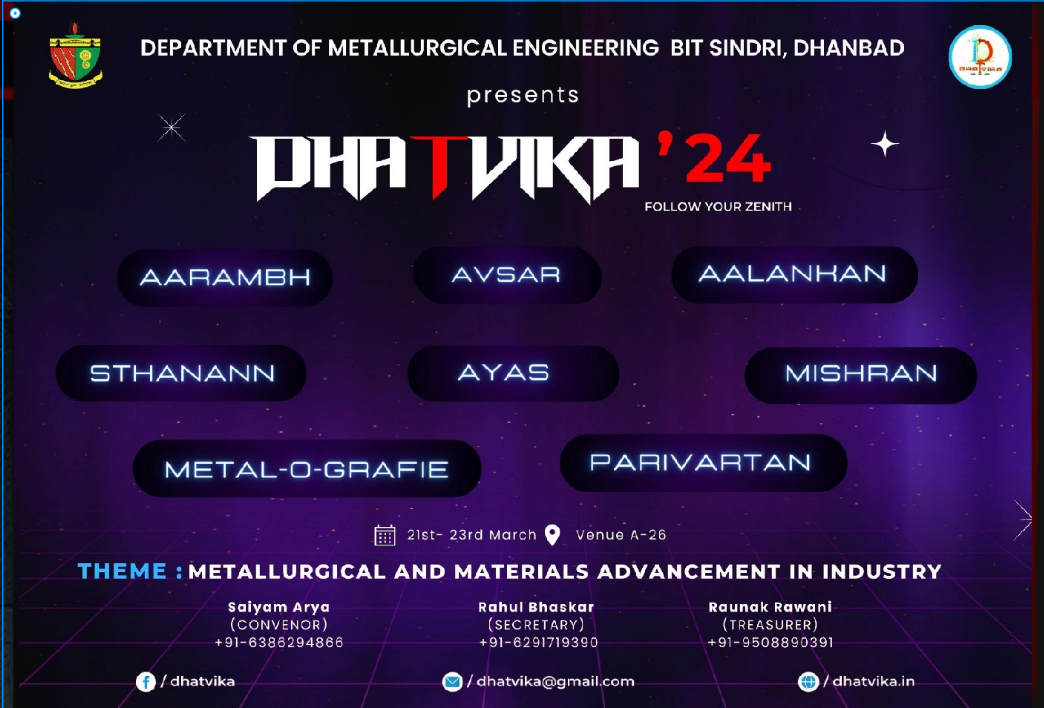 DEPARTMENT OF METALLURGICAL ENGINEERING BIT SINDRI, DHANBAD
presents
DHATVIKA '24
FOLLOW YOUR ZENITH
AARAMBH AVSAR AALANKAN
STHANANN AYAS MISHRAN
METAL-O-GRAFIE PARIVARTAN
21st- 23rd March Venue A-26
THEME : METALLURGICAL AND MATERIALS ADVANCEMENT IN INDUSTRY
Saiyam Arya Rahul Bhaskar Raunak Rawani
(CONVENOR) (SECRETARY) (TREASURER)
+91-6386294866 +91-6291719390 +91-9508890391
/ dhatvika / dhatvika@gmail.com / dhatvika.in